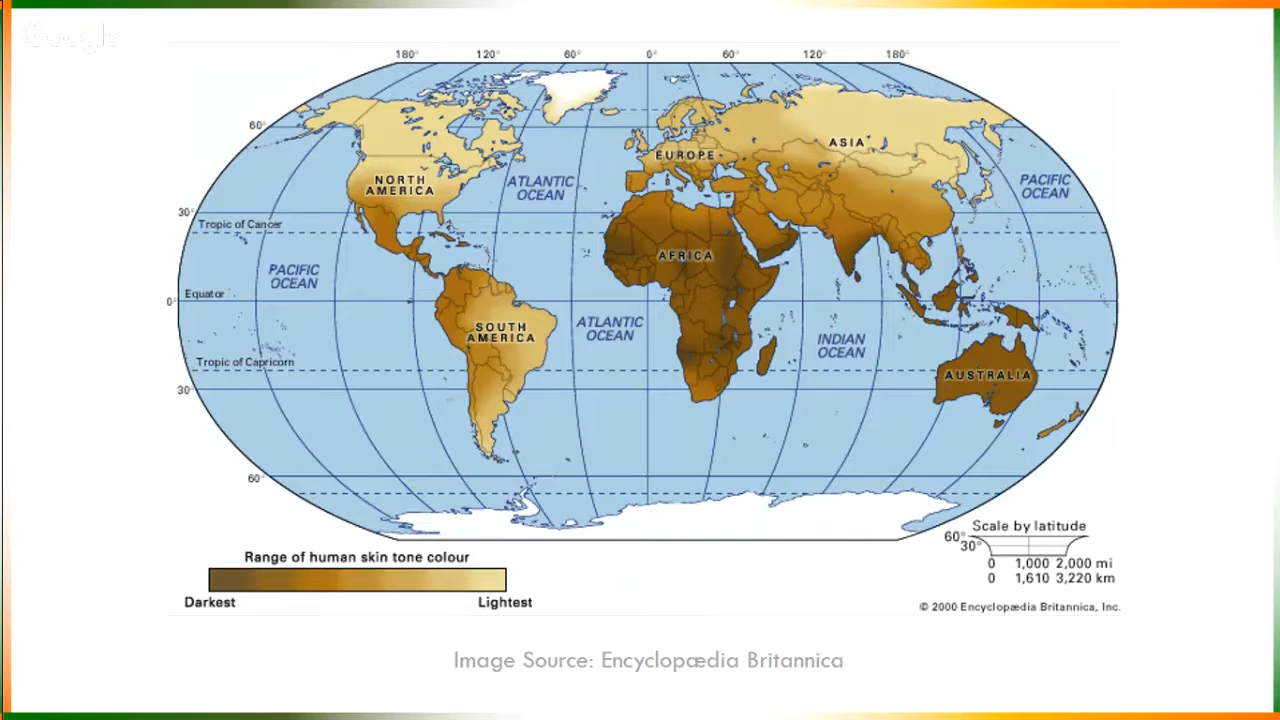 Google
180° 120° 60° 0° 60° 120° 180°
60°
ASIA
EUROPE
NORTH
AMERICA
ATLANTIC
OCEAN
PACIFIC
OCEAN
30°
Tropic of Cancer
AFRICA
PACIFIC
OCEAN
0°
Equator
SOUTH
AMERICA
ATLANTIC
OCEAN
INDIAN
OCEAN
Tropic of Capricorn
AUSTRALIA
30°
60°
Scale by latitude
60°
30°
0 1,000 2,000 mi
0 1,610 3,220 km
Range of human skin tone colour
Darkest Lightest
© 2000 Encyclopædia Britannica, Inc.
Image Source: Encyclopædia Britannica